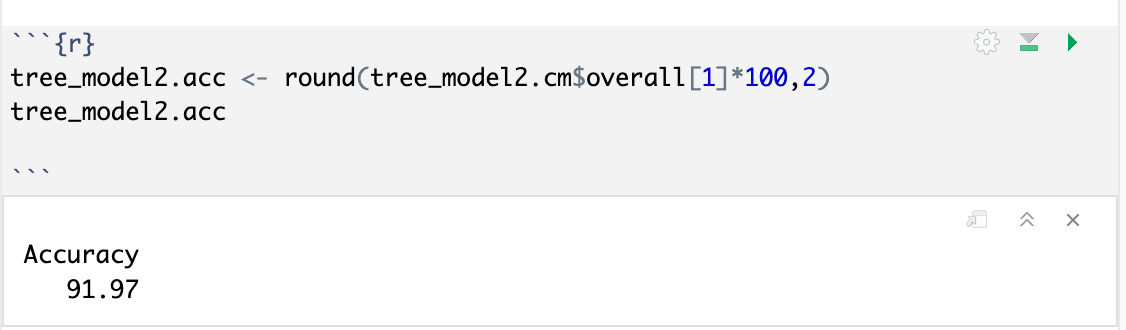 ```{r}
tree_model2.acc <- round(tree_model2.cm$overall[1]*100,2)
tree_model2.acc
```
Accuracy
91.97